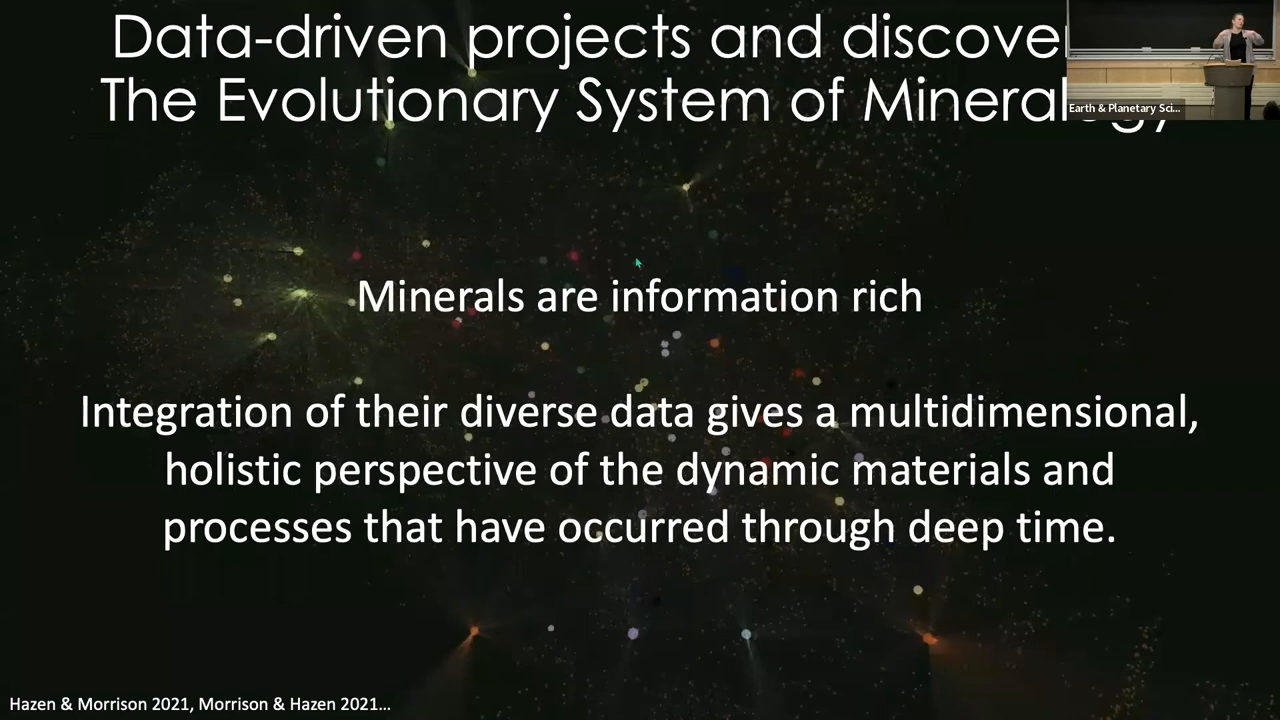 Data-driven projects and discove
The Evolutionary System of Mineralogy
Earth & Planetary Sci...
Minerals are information rich
Integration of their diverse data gives a multidimensional,
holistic perspective of the dynamic materials and
processes that have occurred through deep time.
Hazen & Morrison 2021, Morrison & Hazen 2021...